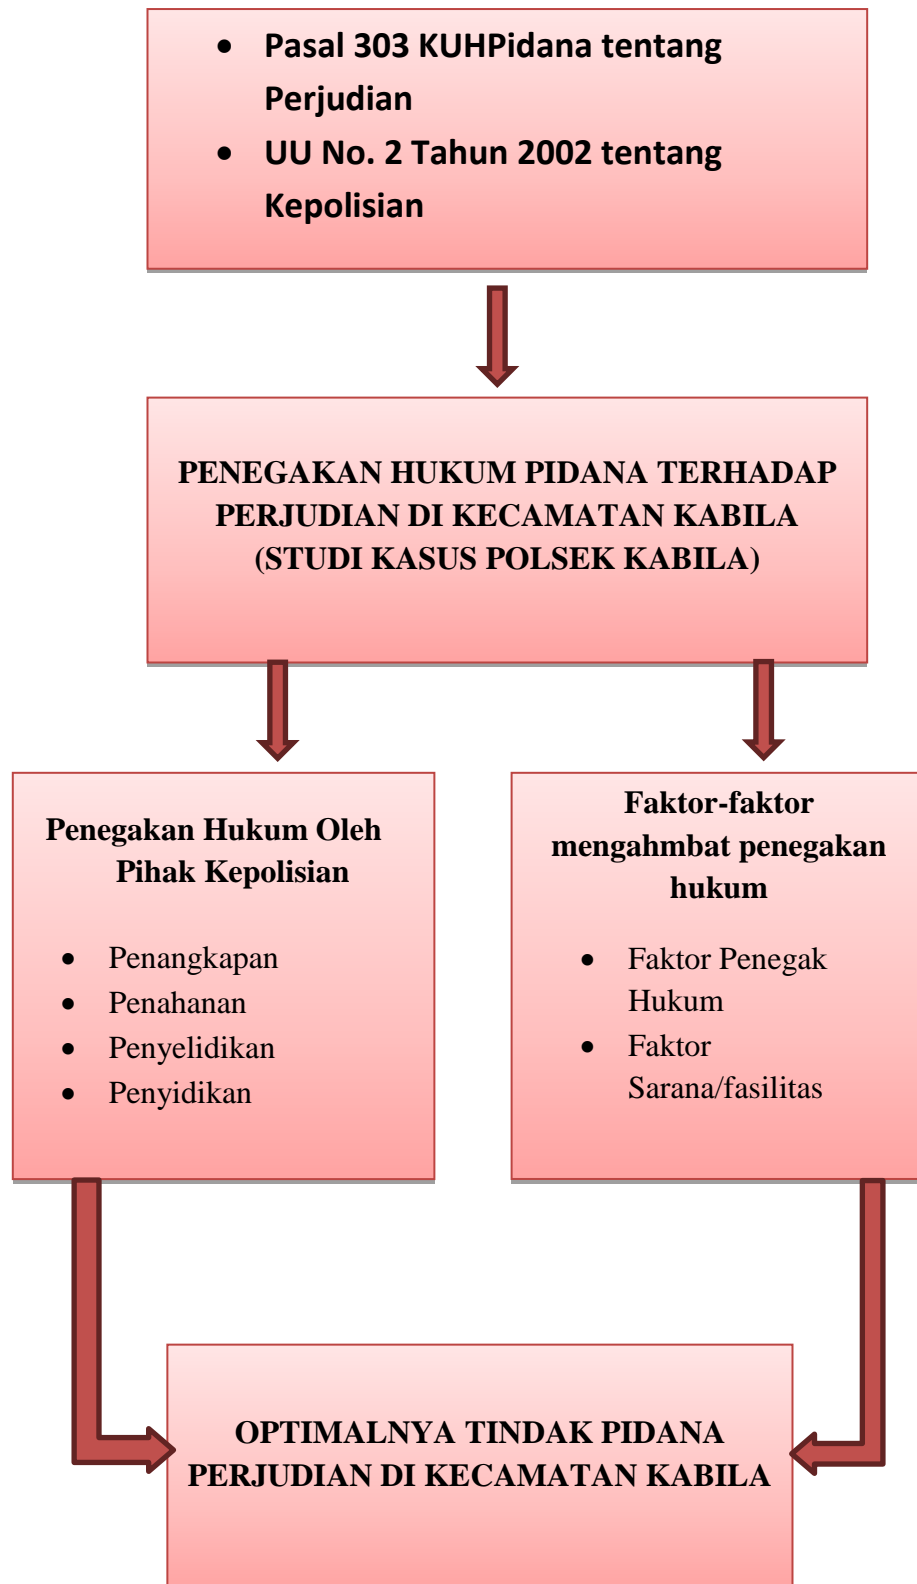 • Pasal 303 KUHPidana tentang
Perjudian
• UU No. 2 Tahun 2002 tentang
Kepolisian
PENEGAKAN HUKUM PIDANA TERHADAP
PERJUDIAN DI KECAMATAN KABILA
(STUDI KASUS POLSEK KABILA)
Penegakan Hukum Oleh
Pihak Kepolisian
• Penangkapan
• Penahanan
• Penyelidikan
• Penyidikan
Faktor-faktor
mengahmbat penegakan
hukum
• Faktor Penegak
Hukum
• Faktor
Sarana/fasilitas
OPTIMALNYA TINDAK PIDANA
PERJUDIAN DI KECAMATAN KABILA